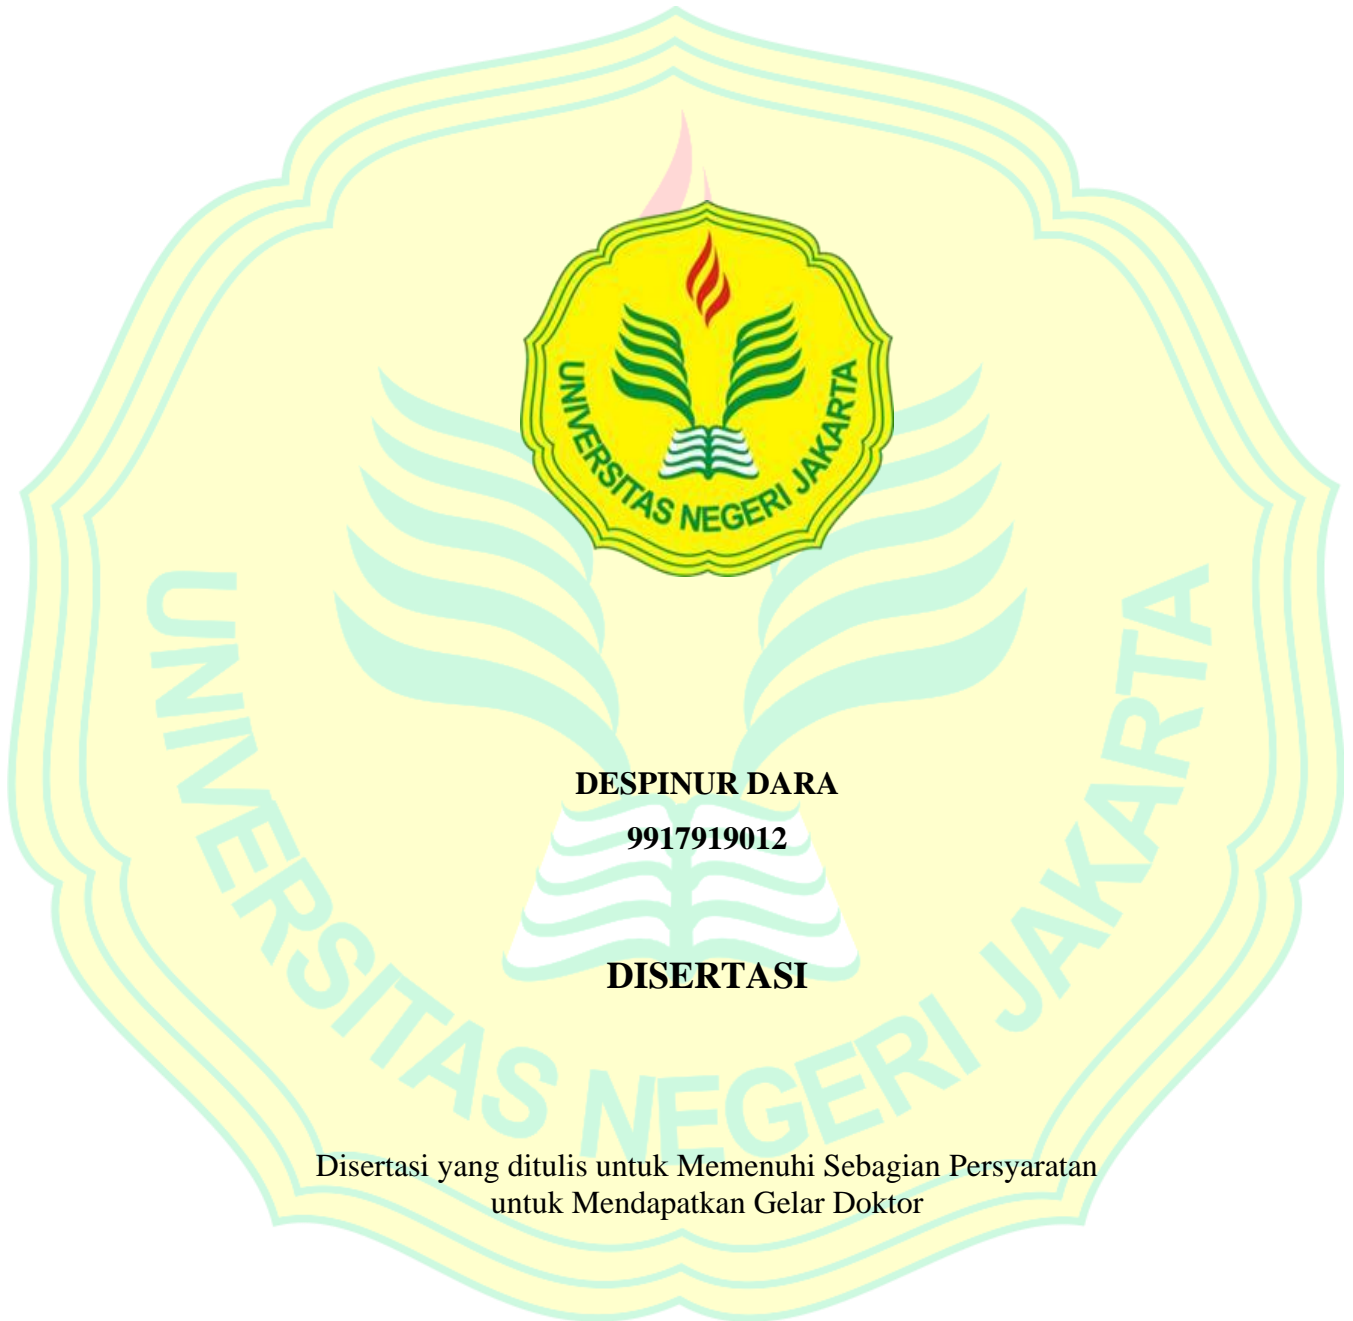 UNIVERSITAS NEGERI JAKARTA
UNIVERSITAS NEGERI JAKARTA
DESPINUR DARA
9917919012
DISERTASI
Disertasi yang ditulis untuk Memenuhi Sebagian Persyaratan
untuk Mendapatkan Gelar Doktor